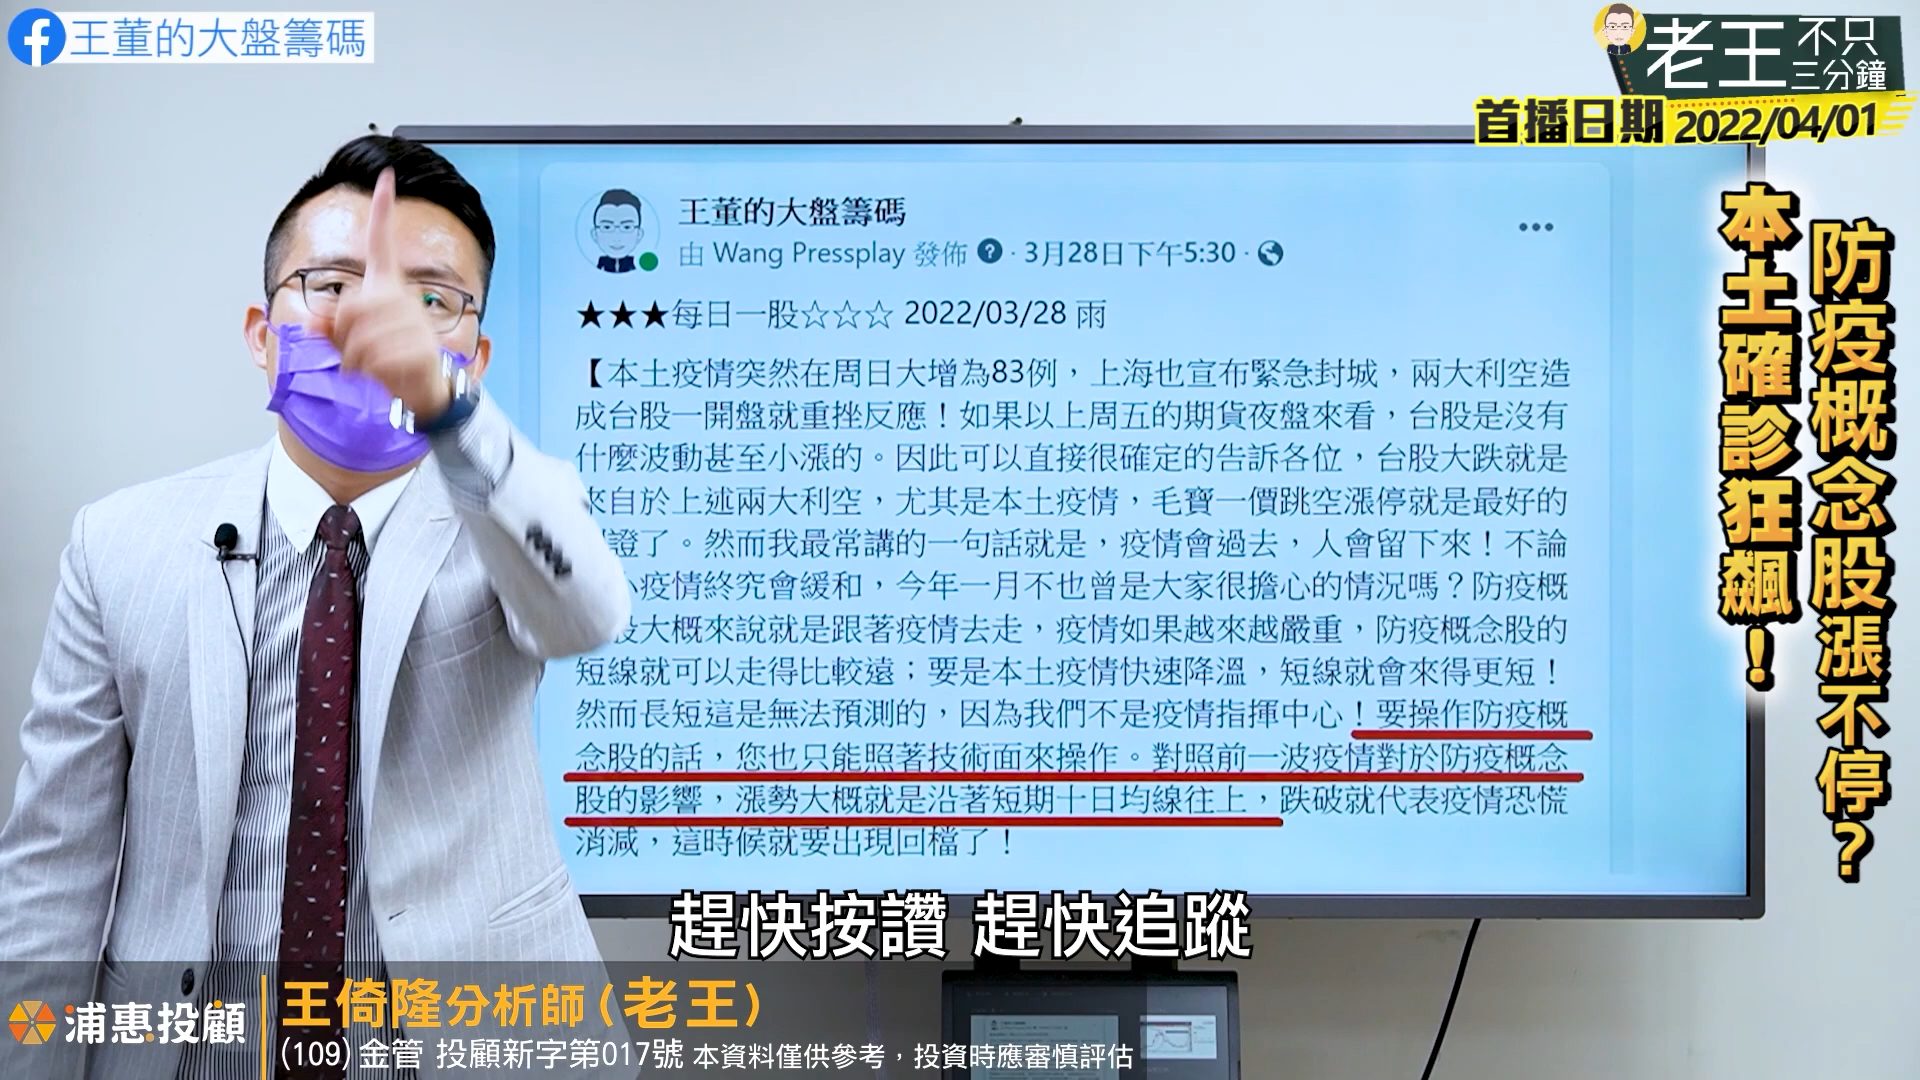 王董的大盤籌碼
老王不只三分鐘
首播日期 2022/04/01
防疫概念股漲不停？
本土確診狂飆！
王董的大盤籌碼
由 Wang Pressplay 發佈 · 3月28日下午5:30 ·
★★★每日一股☆☆☆ 2022/03/28 雨
【本土疫情突然在周日大增為83例，上海也宣布緊急封城，兩大利空造
成台股一開盤就重挫反應！如果以上周五的期貨夜盤來看，台股是沒有
什麼波動甚至小漲的。因此可以直接很確定的告訴各位，台股大跌就是
來自於上述兩大利空，尤其是本土疫情，毛寶一價跳空漲停就是最好的
證了。然而我最常講的一句話就是，疫情會過去，人會留下來！不論
疫情終究會緩和，今年一月不也曾是大家很擔心的情況嗎？防疫概
股大概來說就是跟著疫情去走，疫情如果越來越嚴重，防疫概念股的
短線就可以走得比較遠；要是本土疫情快速降溫，短線就會來得更短！
然而長短這是無法預測的，因為我們不是疫情指揮中心！要操作防疫概
念股的話，您也只能照著技術面來操作。對照前一波疫情對於防疫概念
股的影響，漲勢大概就是沿著短期十日均線往上，跌破就代表疫情恐慌
消減，這時候就要出現回檔了！
趕快按讚 趕快追蹤
浦惠投顧
王倚隆分析師(老王)
(109) 金管 投顧新字第017號 本資料僅供參考，投資時應審慎評估